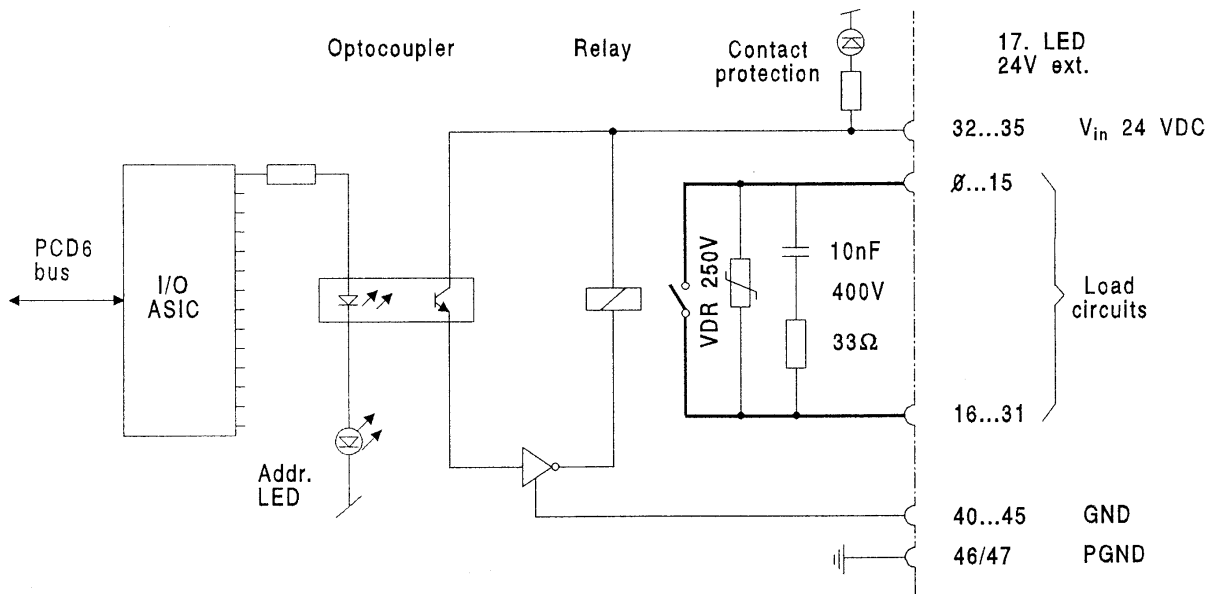 Optocoupler
Relay
Contact
protection
17. LED
24V ext.
32...35
Vin 24 VDC
Ø...15
PCD6
bus
I/O
ASIC
VDR 250V
10nF
400V
33Ω
Load
circuits
16...31
Addr.
LED
40...45
GND
46/47
PGND